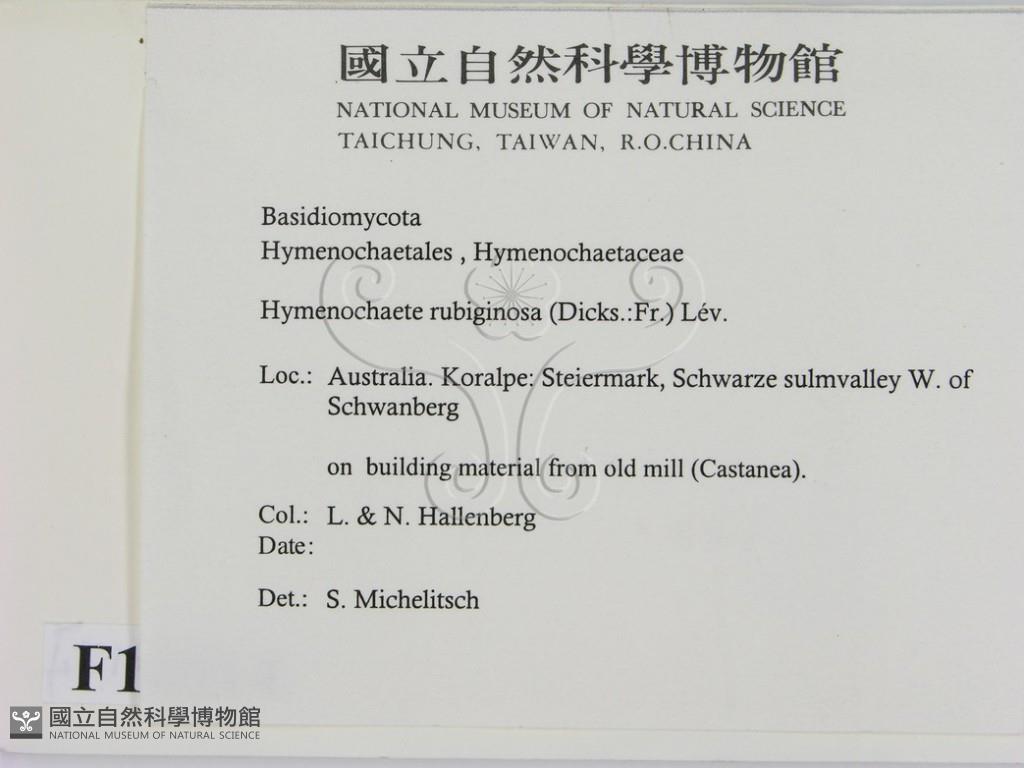 國立自然科學博物館
NATIONAL MUSEUM OF NATURAL SCIENCE
TAICHUNG, TAIWAN, R.O.CHINA
Basidiomycota
Hymenochaetales , Hymenochaetaceae
Hymenochaete rubiginosa (Dicks.:Fr.) Lév.
Loc.: Australia. Koralpe: Steiermark, Schwarze sulmvalley W. of
Schwanberg
on building material from old mill (Castanea).
Col.: L. & N. Hallenberg
Date:
Det.: S. Michelitsch
F1
國立自然科學博物館
NATIONAL MUSEUM OF NATURAL SCIENCE